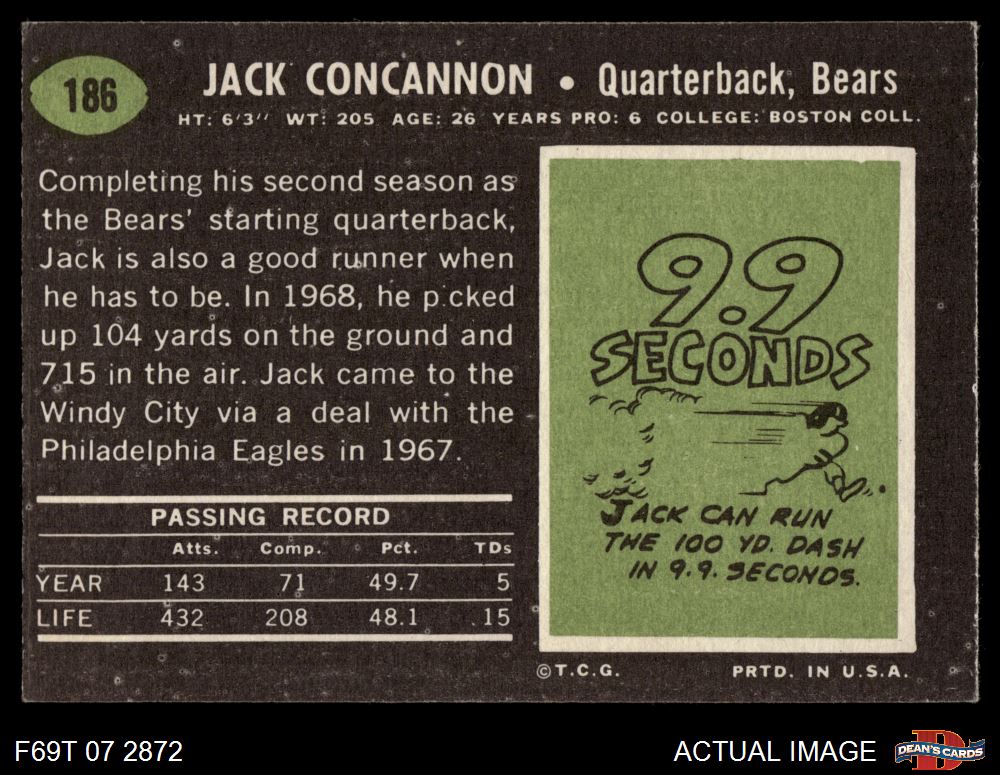 186
JACK CONCANNON • Quarterback, Bears
HT: 6'3" WT: 205 AGE: 26 YEARS PRO: 6 COLLEGE: BOSTON COLL.
Completing his second season as
the Bears' starting quarterback,
Jack is also a good runner when
he has to be. In 1968, he p cked
up 104 yards on the ground and
715 in the air. Jack came to the
Windy City via a deal with the
Philadelphia Eagles in 1967.
PASSING RECORD
Atts. Comp. Pct. TDs
YEAR 143 71 49.7 5
LIFE 432 208 48.1 15
9.9
SECONDS
JACK CAN RUN
THE 100 YD. DASH
IN 9.9. SECONDS.
©T.C.G. PRTD. IN U.S.A.
F69T 07 2872
ACTUAL IMAGE
DEAN'S CARDS